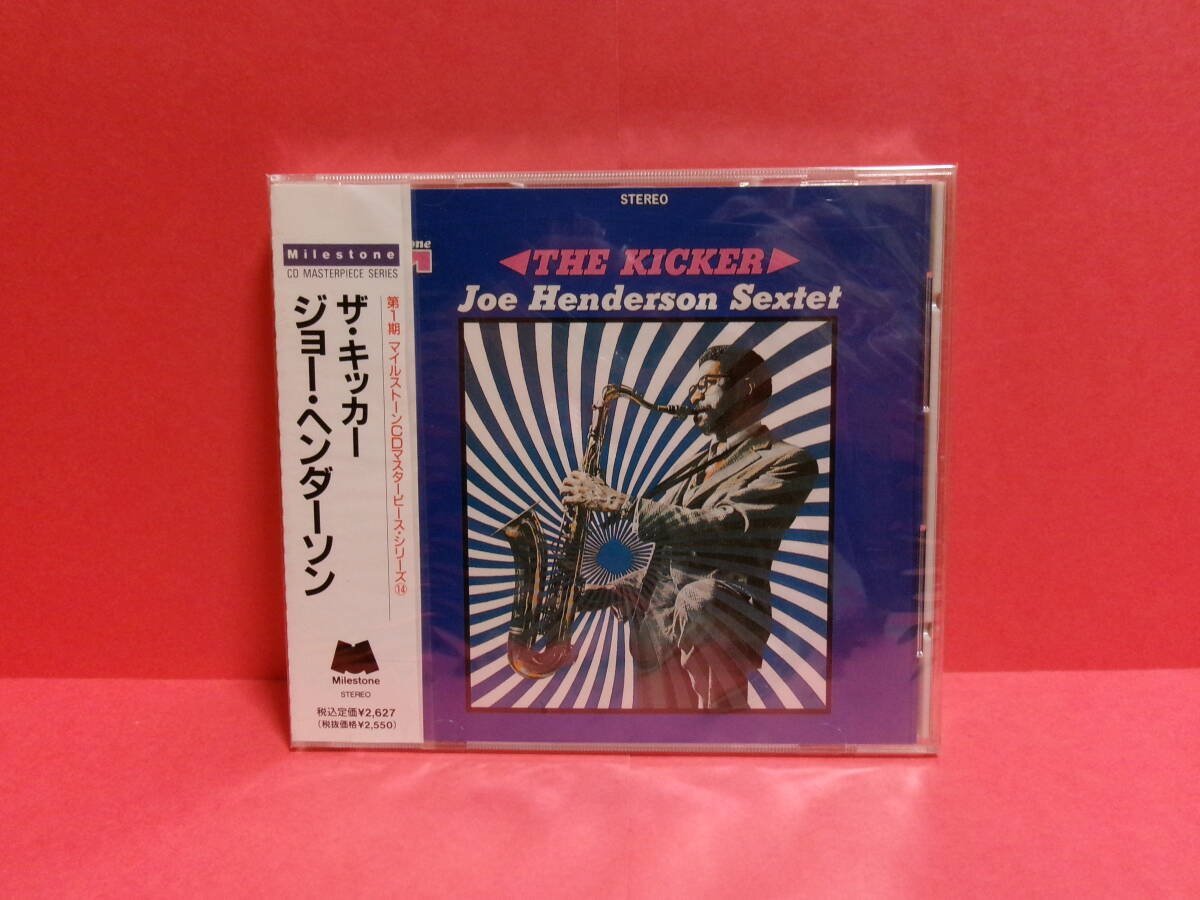 Milestone
CD MASTERPIECE SERIES
第1期 マイルストーンCDマスターピース・シリーズ⑭
ザ・キッカー
ジョー・ヘンダーソン
Milestone
STEREO
税込定価¥2,627
(税抜価格¥2,550)
STEREO
one
THE KICKER
Joe Henderson Sextet